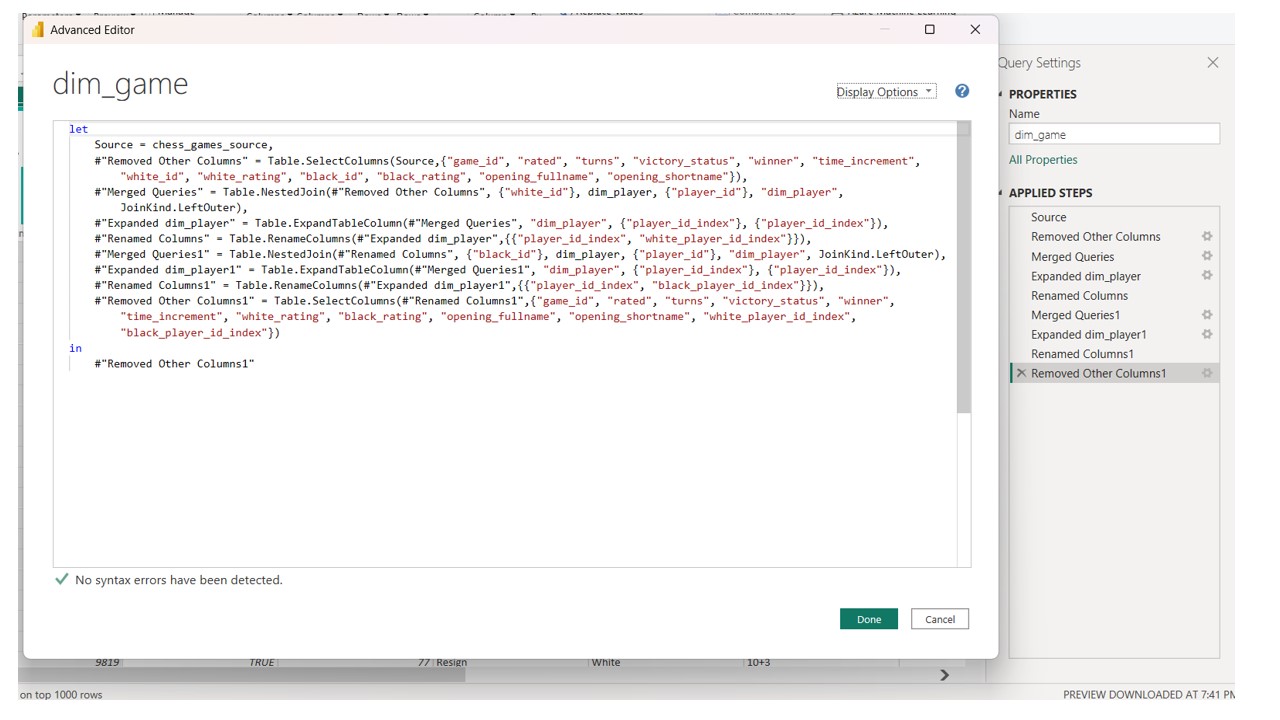 Advanced Editor
dim_game
Display Options
?
let
Source = chess_games_source,
#"Removed Other Columns" = Table.SelectColumns(Source,{"game_id", "rated", "turns", "victory_status", "winner", "time_increment",
"white_id", "white_rating", "black_id", "black_rating", "opening_fullname", "opening_shortname"}),
#"Merged Queries" = Table.NestedJoin(#"Removed Other Columns", {"white_id"}, dim_player, {"player_id"}, "dim_player",
JoinKind.LeftOuter),
#"Expanded dim_player" = Table.ExpandTableColumn(#"Merged Queries", "dim_player", {"player_id_index"}, {"player_id_index"}),
#"Renamed Columns" = Table.RenameColumns(#"Expanded dim_player",{{"player_id_index", "white_player_id_index"}}),
#"Merged Queries1" = Table.NestedJoin(#"Renamed Columns", {"black_id"}, dim_player, {"player_id"}, "dim_player", JoinKind.LeftOuter),
#"Expanded dim_player1" = Table.ExpandTableColumn(#"Merged Queries1", "dim_player", {"player_id_index"}, {"player_id_index"}),
#"Renamed Columns1" = Table.RenameColumns(#"Expanded dim_player1",{{"player_id_index", "black_player_id_index"}}),
#"Removed Other Columns1" = Table.SelectColumns(#"Renamed Columns1",{"game_id", "rated", "turns", "victory_status", "winner",
"time_increment", "white_rating", "black_rating", "opening_fullname", "opening_shortname", "white_player_id_index",
"black_player_id_index"})
in
#"Removed Other Columns1"
No syntax errors have been detected.
Done
Cancel
9819 TRUE 77 Resign White 10+3
on top 1000 rows
Query Settings
PROPERTIES
Name
dim_game
All Properties
APPLIED STEPS
Source
Removed Other Columns
Merged Queries
Expanded dim_player
Renamed Columns
Merged Queries1
Expanded dim_player1
Renamed Columns1
Removed Other Columns1
PREVIEW DOWNLOADED AT 7:41 PM